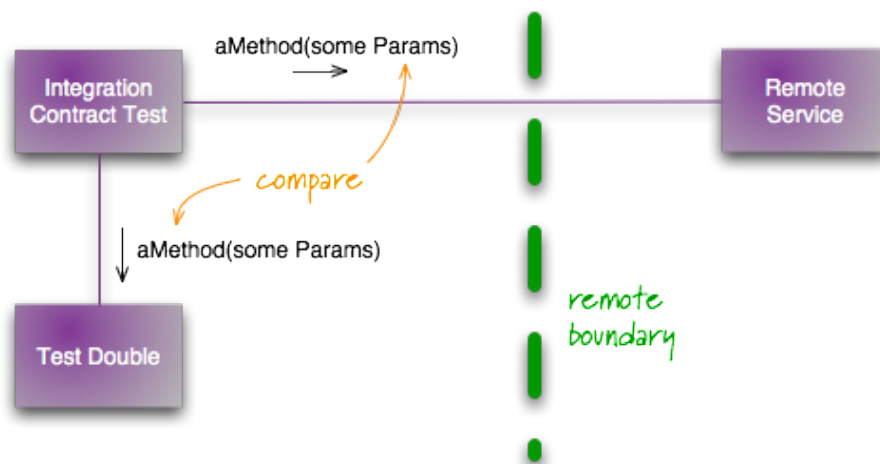 aMethod(some Params)
Integration
Contract Test
Remote
Service
compare
aMethod(some Params)
remote
boundary
Test Double